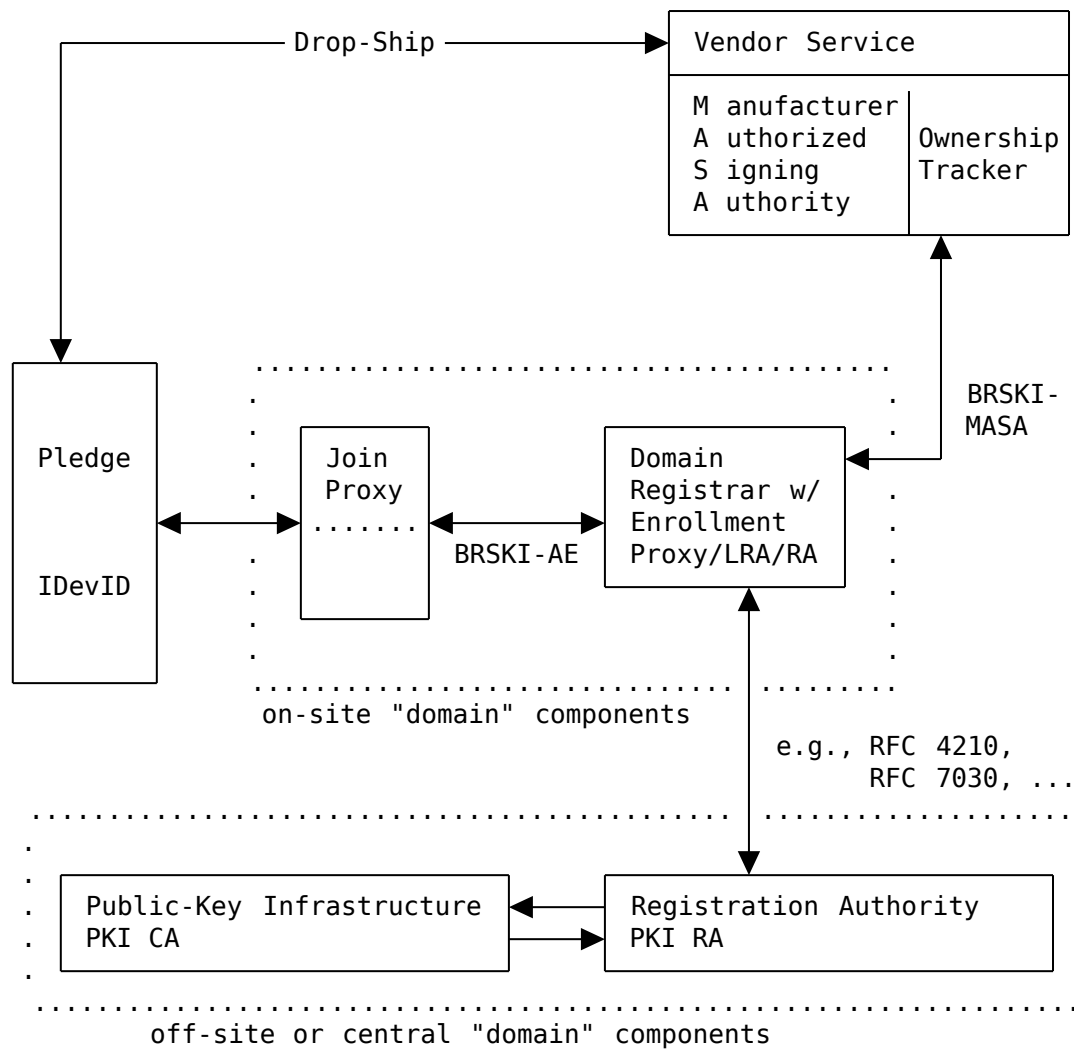 Drop-Ship
Vendor Service
M anufacturer
A uthorized
S igning
A uthority
Ownership
Tracker
BRSKI-
MASA
Pledge
IDevID
Join
Proxy
.......
BRSKI-AE
Domain
Registrar w/
Enrollment
Proxy/LRA/RA
on-site "domain" components
e.g., RFC 4210,
RFC 7030, ...
Public-Key Infrastructure
PKI CA
Registration Authority
PKI RA
off-site or central "domain" components